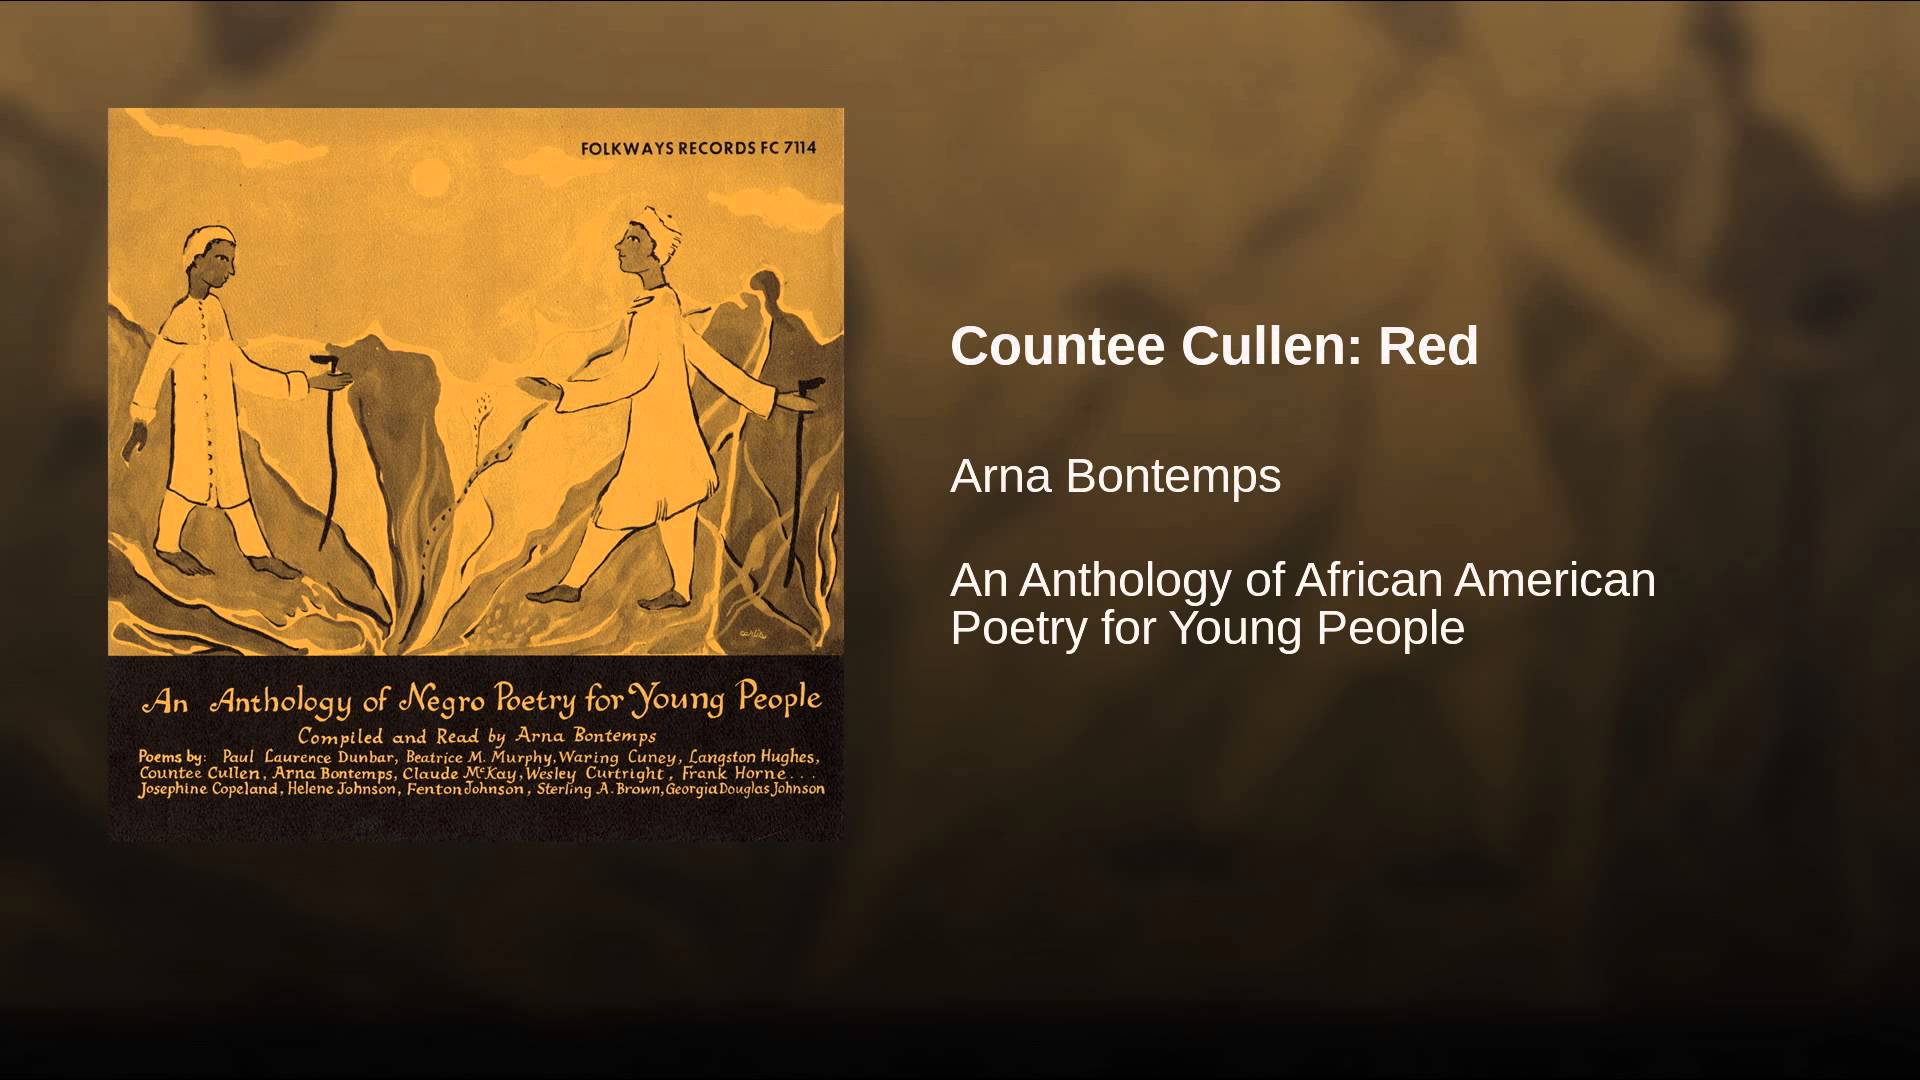 FOLKWAYS RECORDS FC 7114
An Anthology of Negro Poetry for Young People
Compiled and Read by Arna Bontemps
Poems by: Paul Laurence Dunbar, Beatrice M. Murphy, Waring Cuney, Langston Hughes,
Countee Cullen, Arna Bontemps, Claude McKay, Wesley Curtright, Frank Horne...
Josephine Copeland, Helene Johnson, Fenton Johnson, Sterling A. Brown, Georgia Douglas Johnson
Countee Cullen: Red
Arna Bontemps
An Anthology of African American
Poetry for Young People